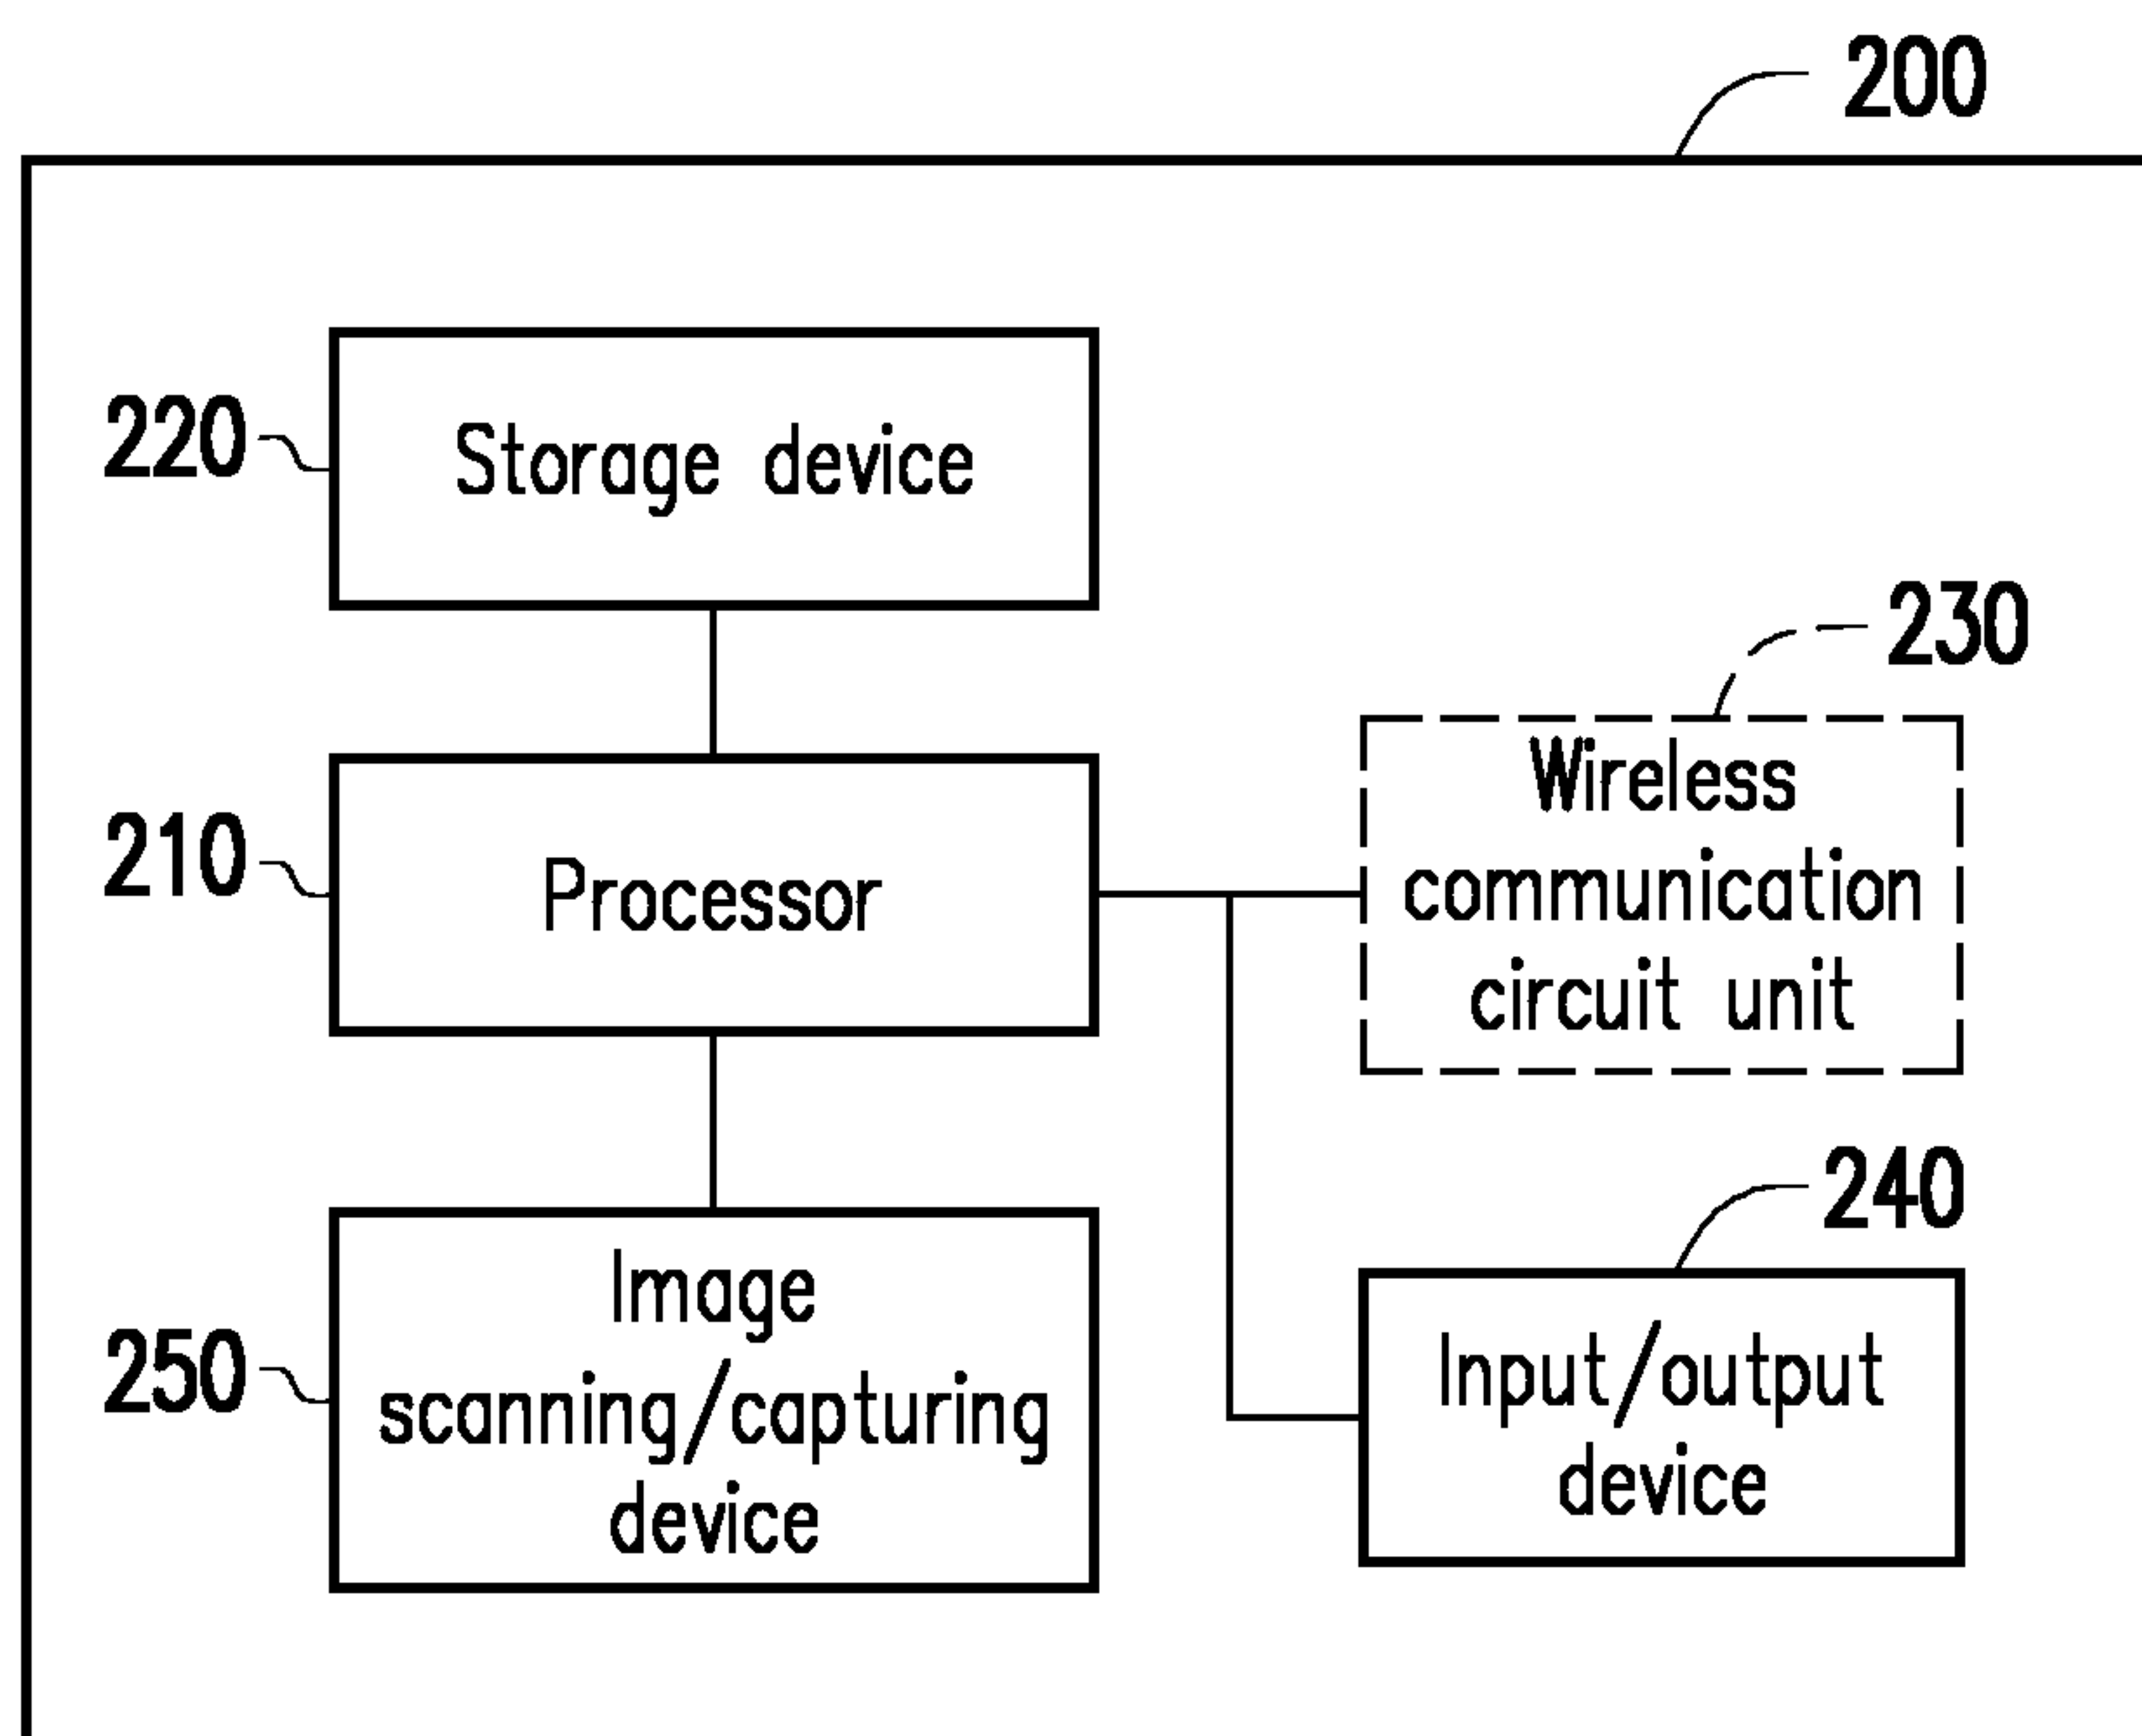 200
220
Storage device
230
210
Processor
Wireless
communication
circuit unit
240
250
Image
scanning/capturing
device
Input/output
device